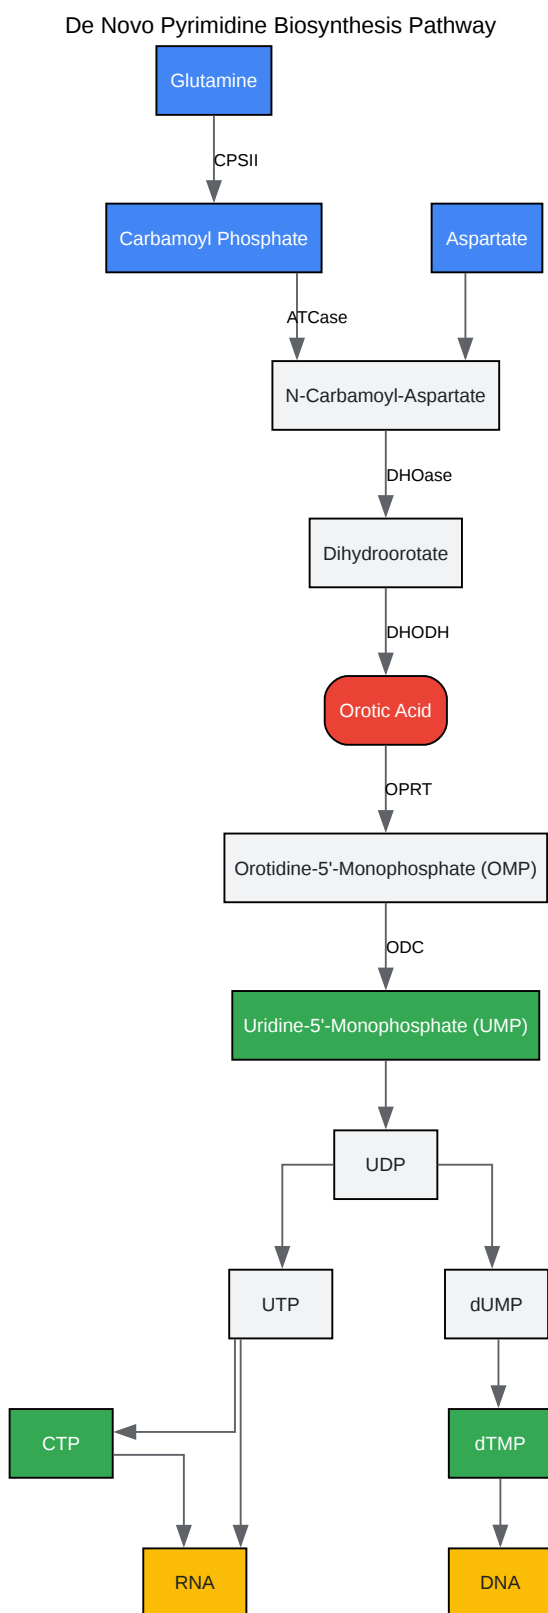 De Novo Pyrimidine Biosynthesis Pathway
Glutamine
CPSII
Carbamoyl Phosphate
Aspartate
ATCase
N-Carbamoyl-Aspartate
DHOase
Dihydroorotate
DHODH
Orotic Acid
OPRT
Orotidine-5'-Monophosphate (OMP)
ODC
Uridine-5'-Monophosphate (UMP)
UDP
UTP
dUMP
CTP
dTMP
RNA
DNA